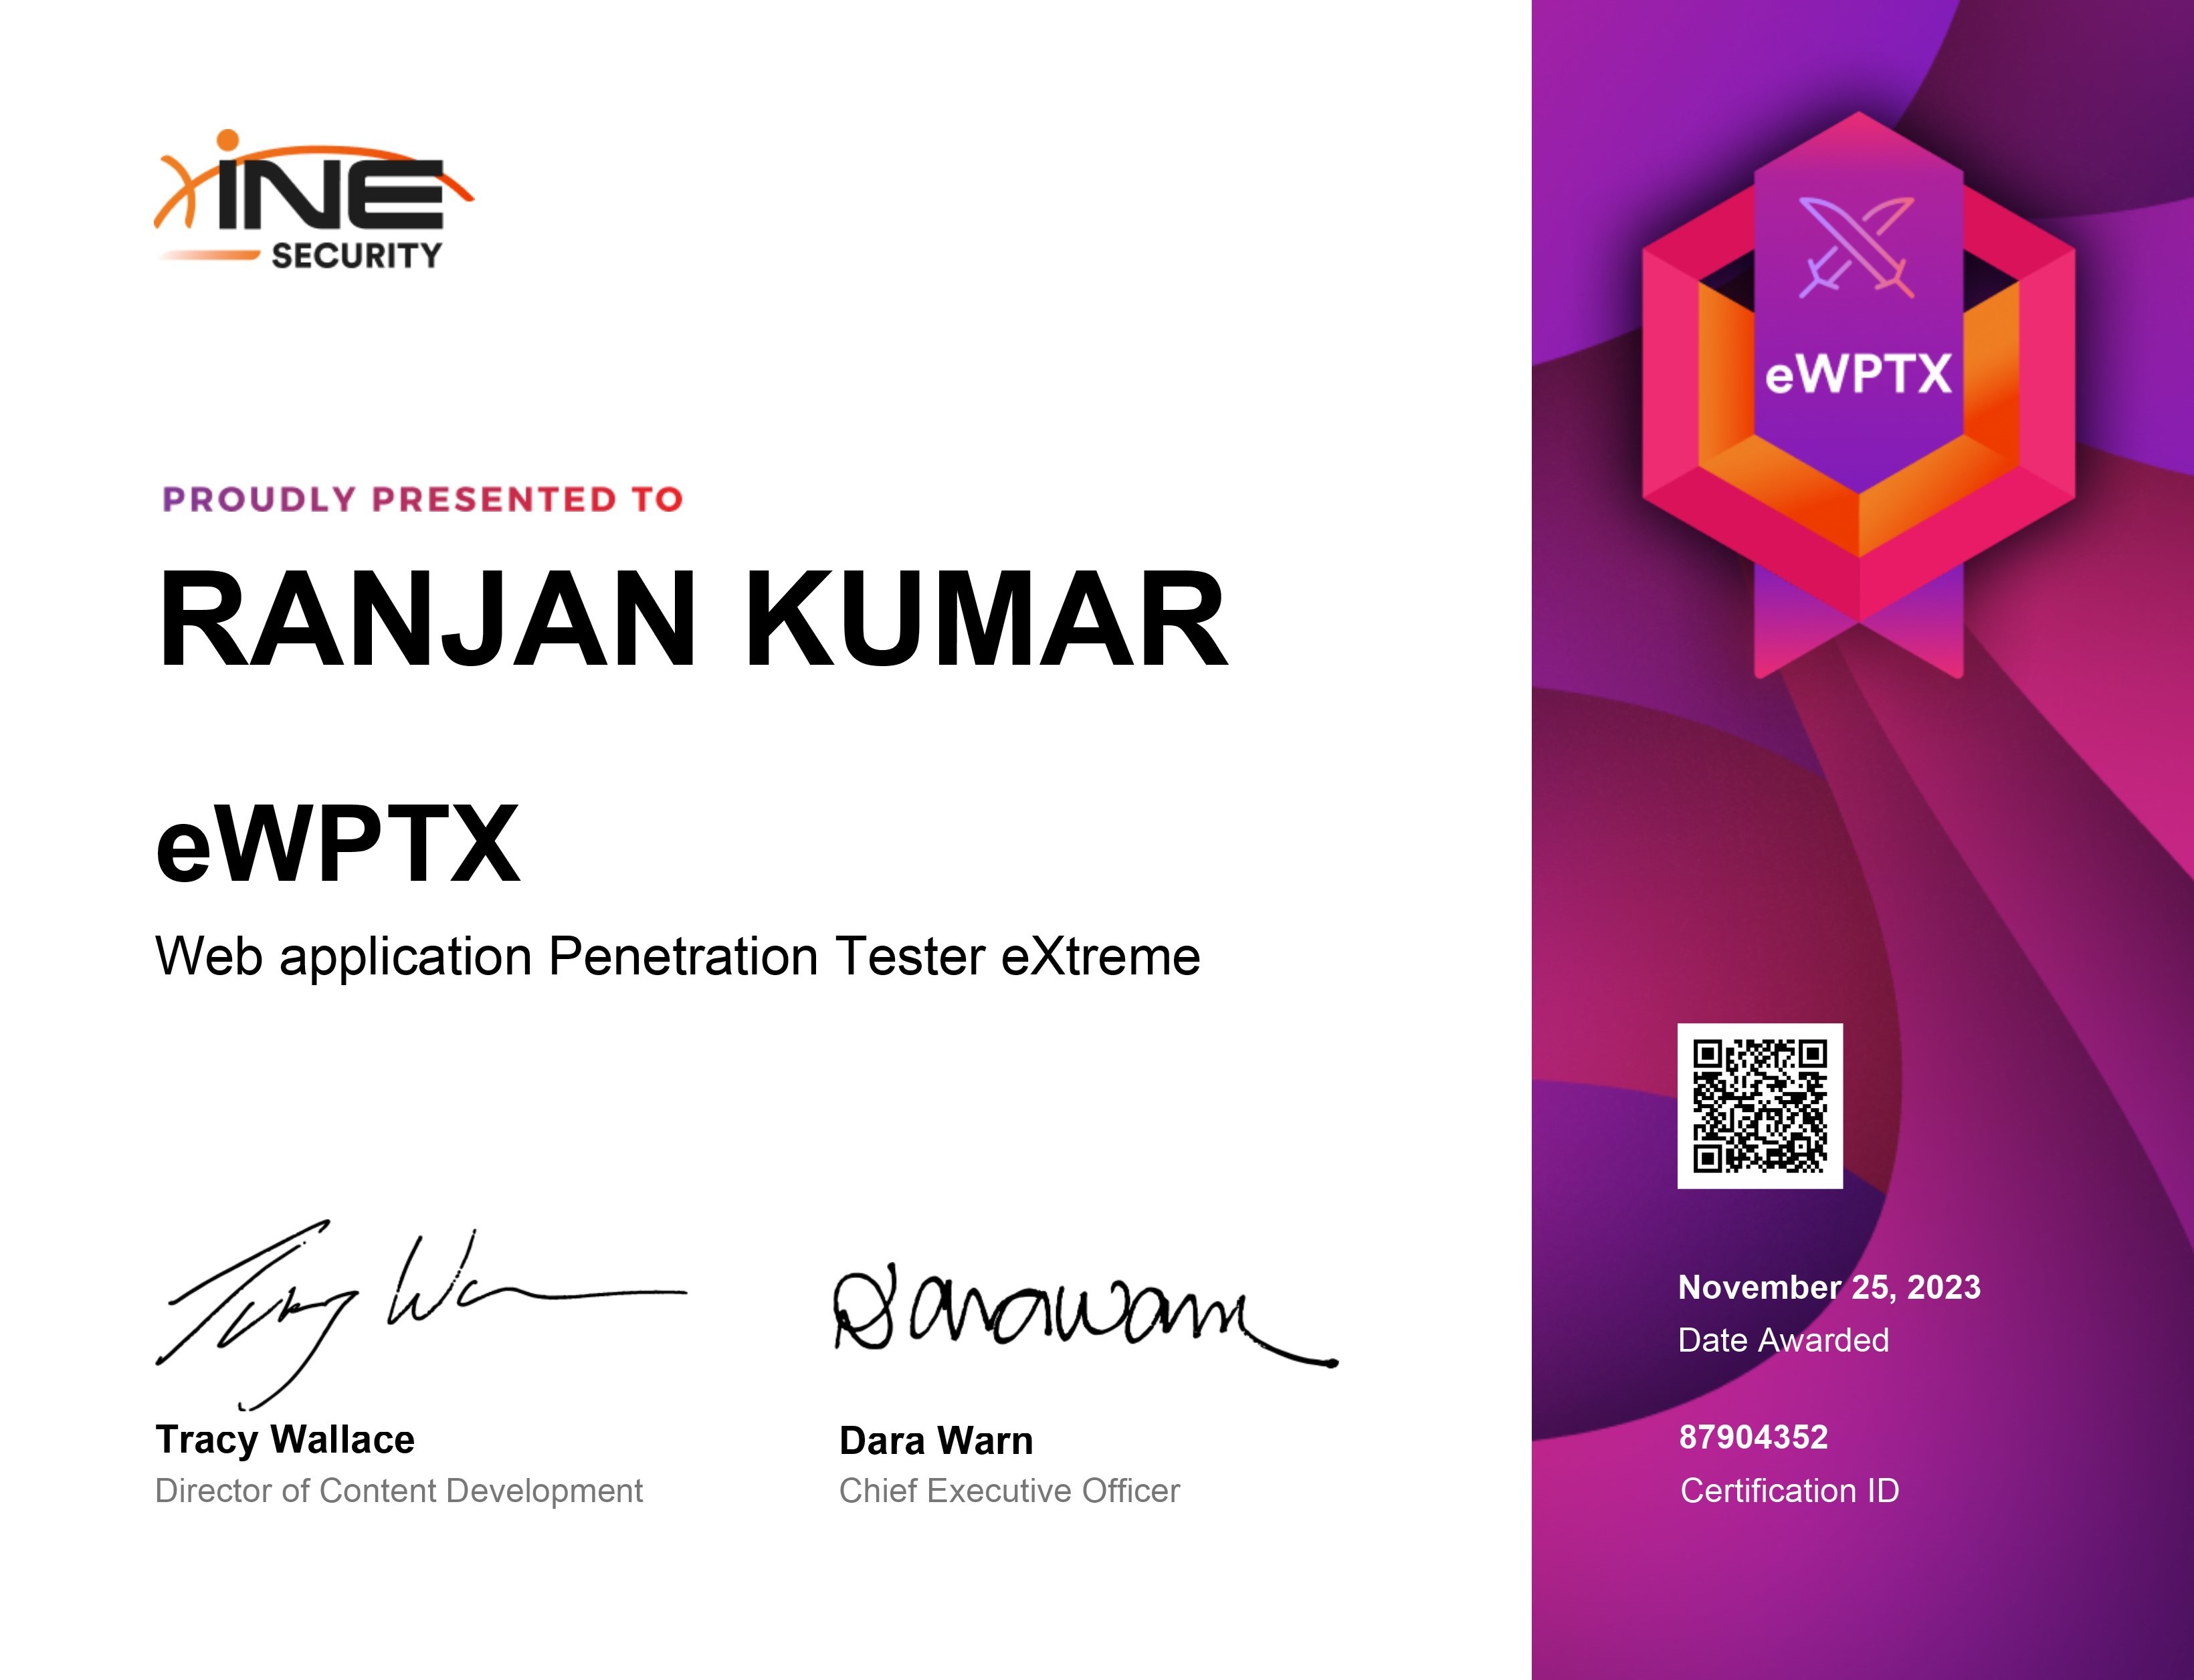 INE
SECURITY
PROUDLY PRESENTED TO
RANJAN KUMAR
eWPTX
Web application Penetration Tester eXtreme
Tracy Wallace
Director of Content Development
Dara Warn
Chief Executive Officer
eWPTX
November 25, 2023
Date Awarded
87904352
Certification ID